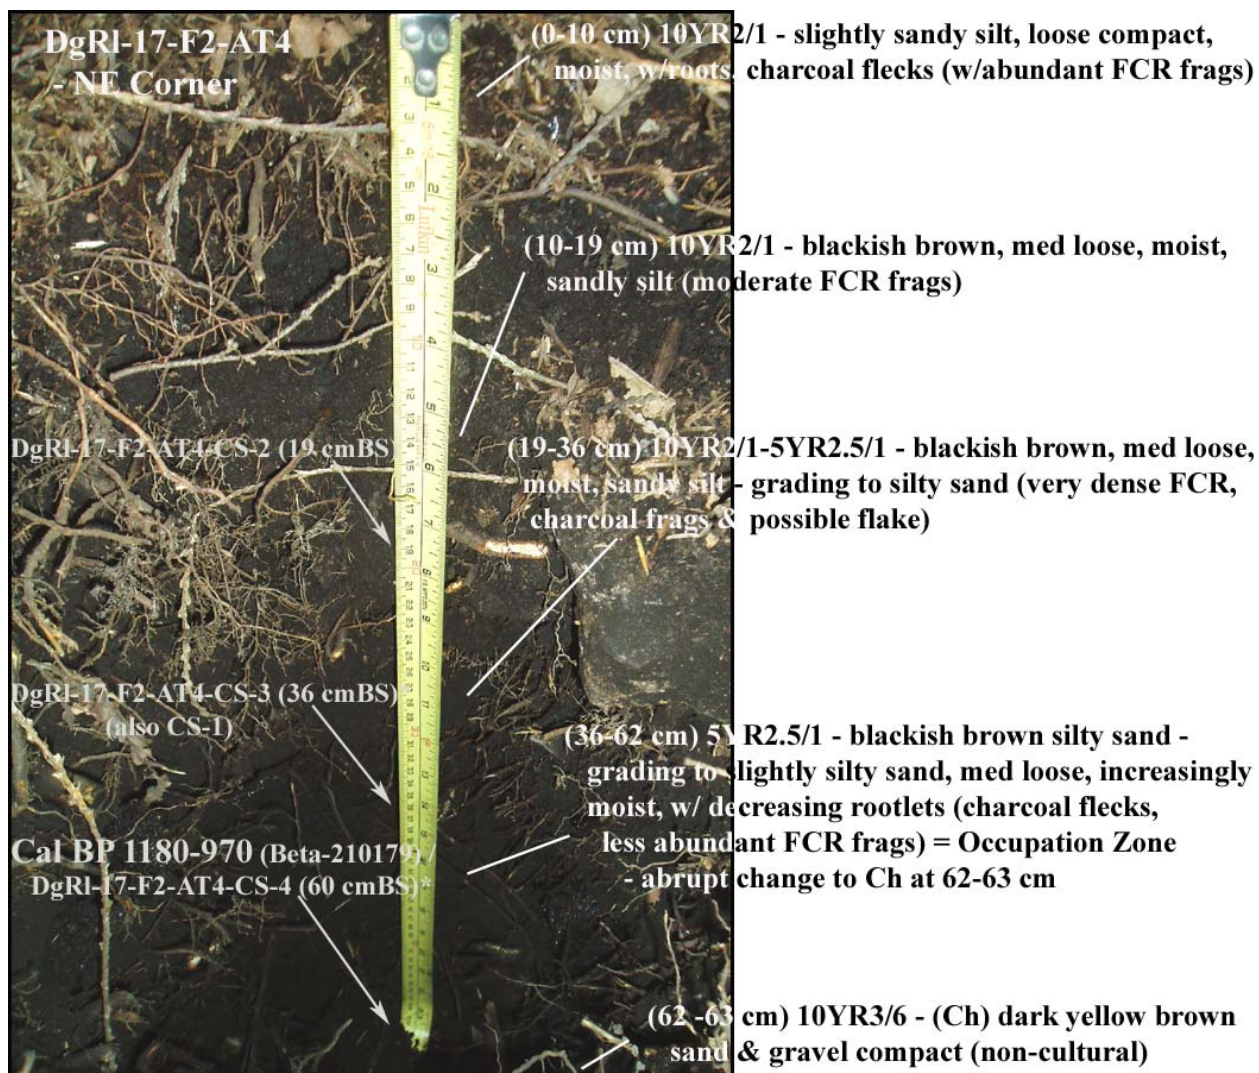 DgRl-17-F2-AT4
- NE Corner
(0-10 cm) 10YR2/1 - slightly sandy silt, loose compact,
moist, w/roots, charcoal flecks (w/abundant FCR frags)
(10-19 cm) 10YR2/1 - blackish brown, med loose, moist,
sandly silt (moderate FCR frags)
DgRl-17-F2-AT4-CS-2 (19 cmBS)
(19-36 cm) 10YR2/1-5YR2.5/1 - blackish brown, med loose,
moist, sandy silt - grading to silty sand (very dense FCR,
charcoal frags & possible flake)
DgRl-17-F2-AT4-CS-3 (36 cmBS)
(also CS-1)
(36-62 cm) 5YR2.5/1 - blackish brown silty sand -
grading to slightly silty sand, med loose, increasingly
moist, w/ decreasing rootlets (charcoal flecks,
less abundant FCR frags) = Occupation Zone
- abrupt change to Ch at 62-63 cm
Cal BP 1180-970 (Beta-210179) /
DgRl-17-F2-AT4-CS-4 (60 cmBS)*
(62 -63 cm) 10YR3/6 - (Ch) dark yellow brown
sand & gravel compact (non-cultural)
Lufkin